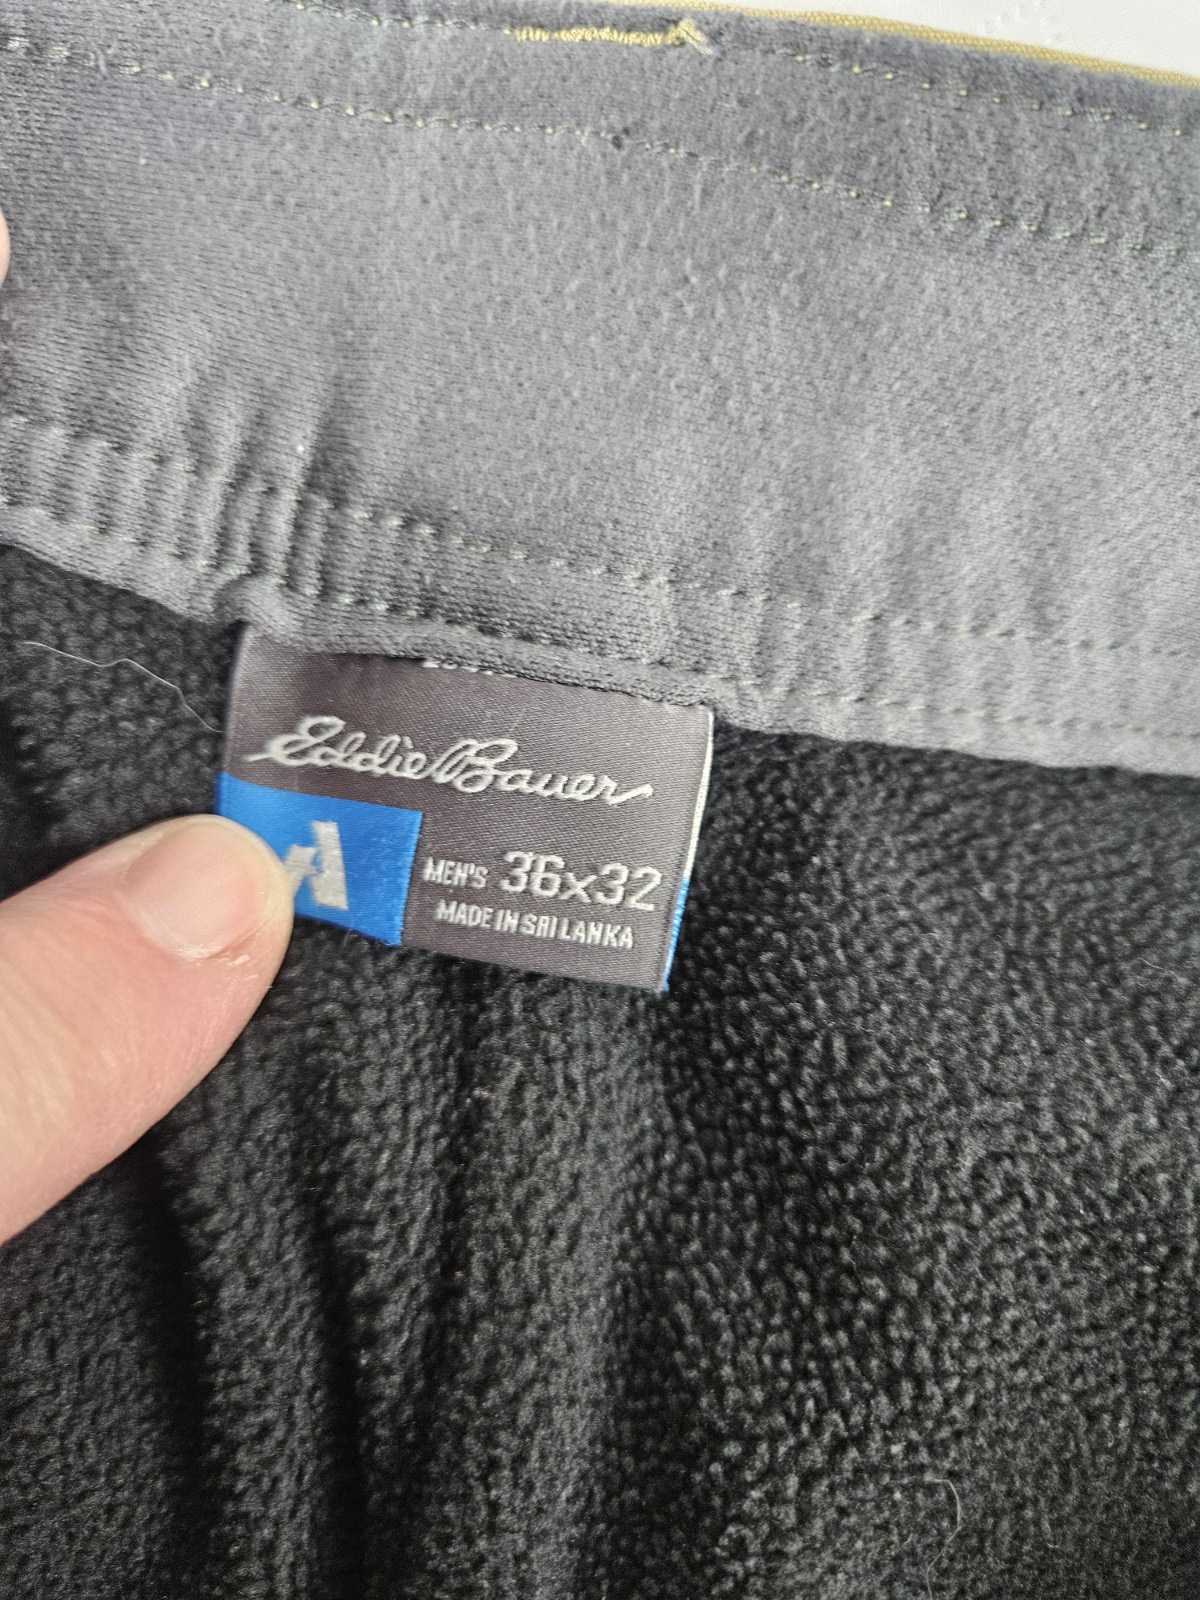 Eddie Bauer
MEN'S 36x32
MADE IN SRI LANKA